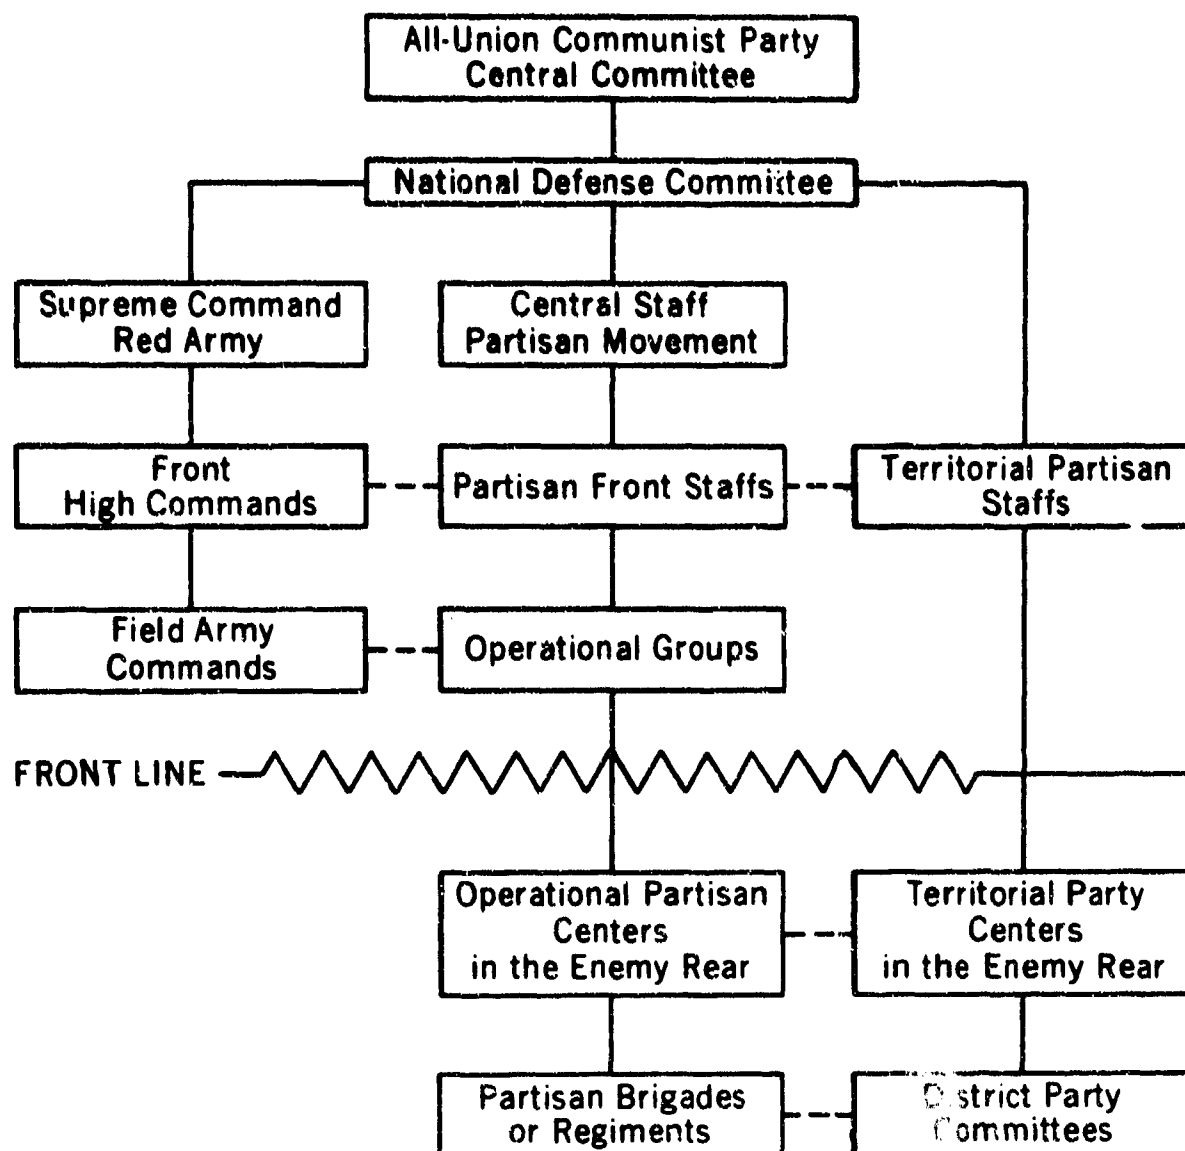 All-Union Communist Party
Central Committee
National Defense Committee
Supreme Command
Red Army
Central Staff
Partisan Movement
Front
High Commands
Partisan Front Staffs
Territorial Partisan
Staffs
Field Army
Commands
Operational Groups
FRONT LINE
Operational Partisan
Centers
in the Enemy Rear
Territorial Party
Centers
in the Enemy Rear
Partisan Brigades
or Regiments
District Party
Committees